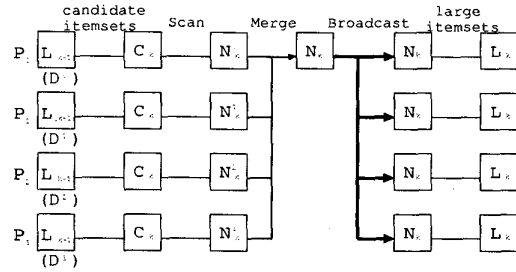 candidate itemsets Scan Merge Broadcast large itemsets
P L C N N N L
(D )
P L C N N L
(D )
P L C N N L
(D )
P L C N N L
(D )